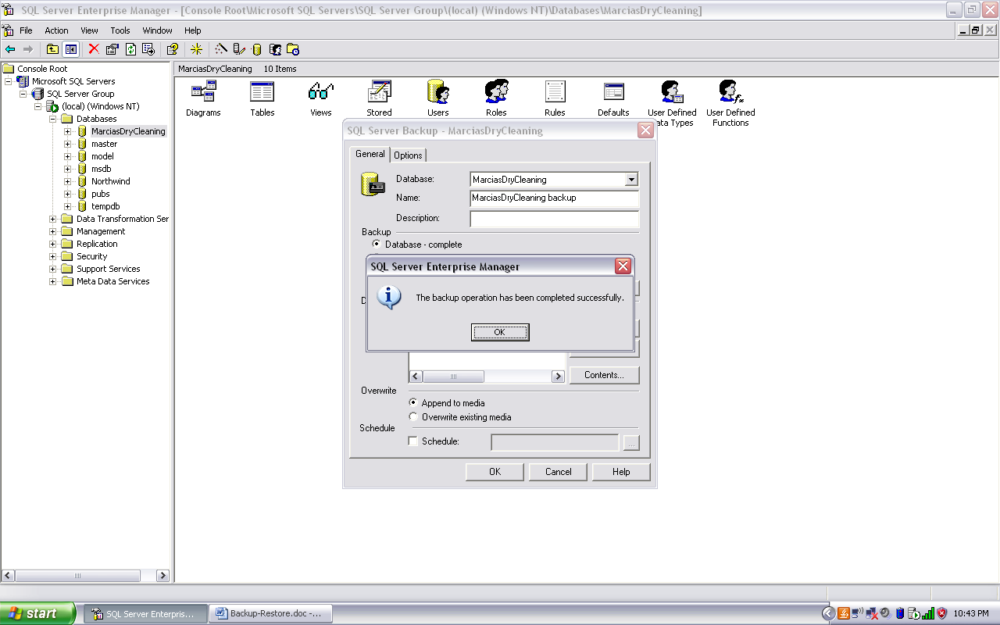 SQL Server Enterprise Manager - [Console Root\Microsoft SQL Servers\SQL Server Group\(local) (Windows NT)\Databases\MarciasDryCleaning]
File Action View Tools Window Help
Console Root
Microsoft SQL Servers
SQL Server Group
(local) (Windows NT)
Databases
MarciasDryCleaning
master
model
msdb
Northwind
pubs
tempdb
Data Transformation Ser
Management
Replication
Security
Support Services
Meta Data Services
MarciasDryCleaning 10 Items
Diagrams Tables Views Stored Users Roles Rules Defaults User Defined User Defined
ata Types Functions
SQL Server Backup - MarciasDryCleaning
General Options
Database: MarciasDryCleaning
Name: MarciasDryCleaning backup
Description:
Backup
Database - complete
SQL Server Enterprise Manager
D
The backup operation has been completed successfully.
OK
Contents...
Overwrite
Append to media
Overwrite existing media
Schedule
Schedule: ...
OK Cancel Help
start SQL Server Enterpris... Backup-Restore.doc -... 10:43 PM